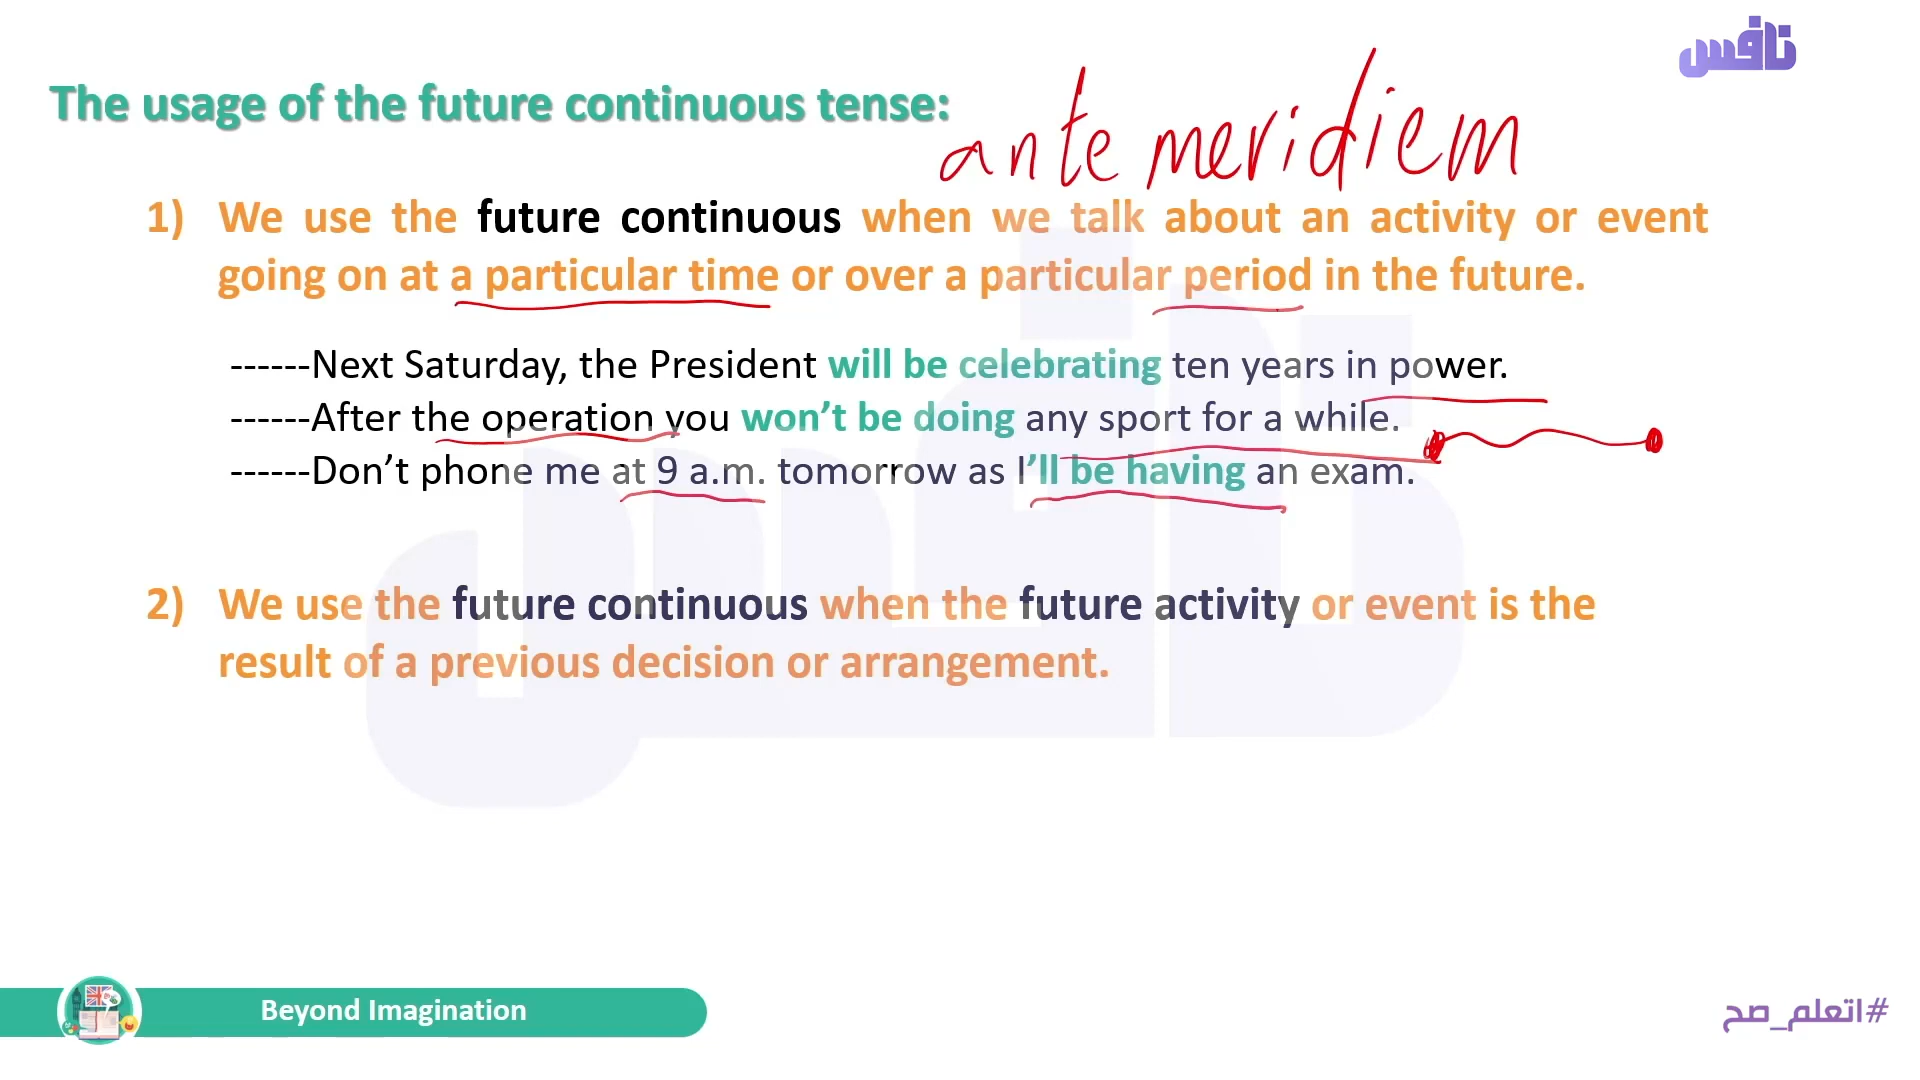 نافس
The usage of the future continuous tense:
ante meridiem
1) We use the future continuous when we talk about an activity or event
going on at a particular time or over a particular period in the future.
------Next Saturday, the President will be celebrating ten years in power.
------After the operation you won’t be doing any sport for a while.
------Don’t phone me at 9 a.m. tomorrow as I’ll be having an exam.
2) We use the future continuous when the future activity or event is the
result of a previous decision or arrangement.
Beyond Imagination
#اتعلم_صح